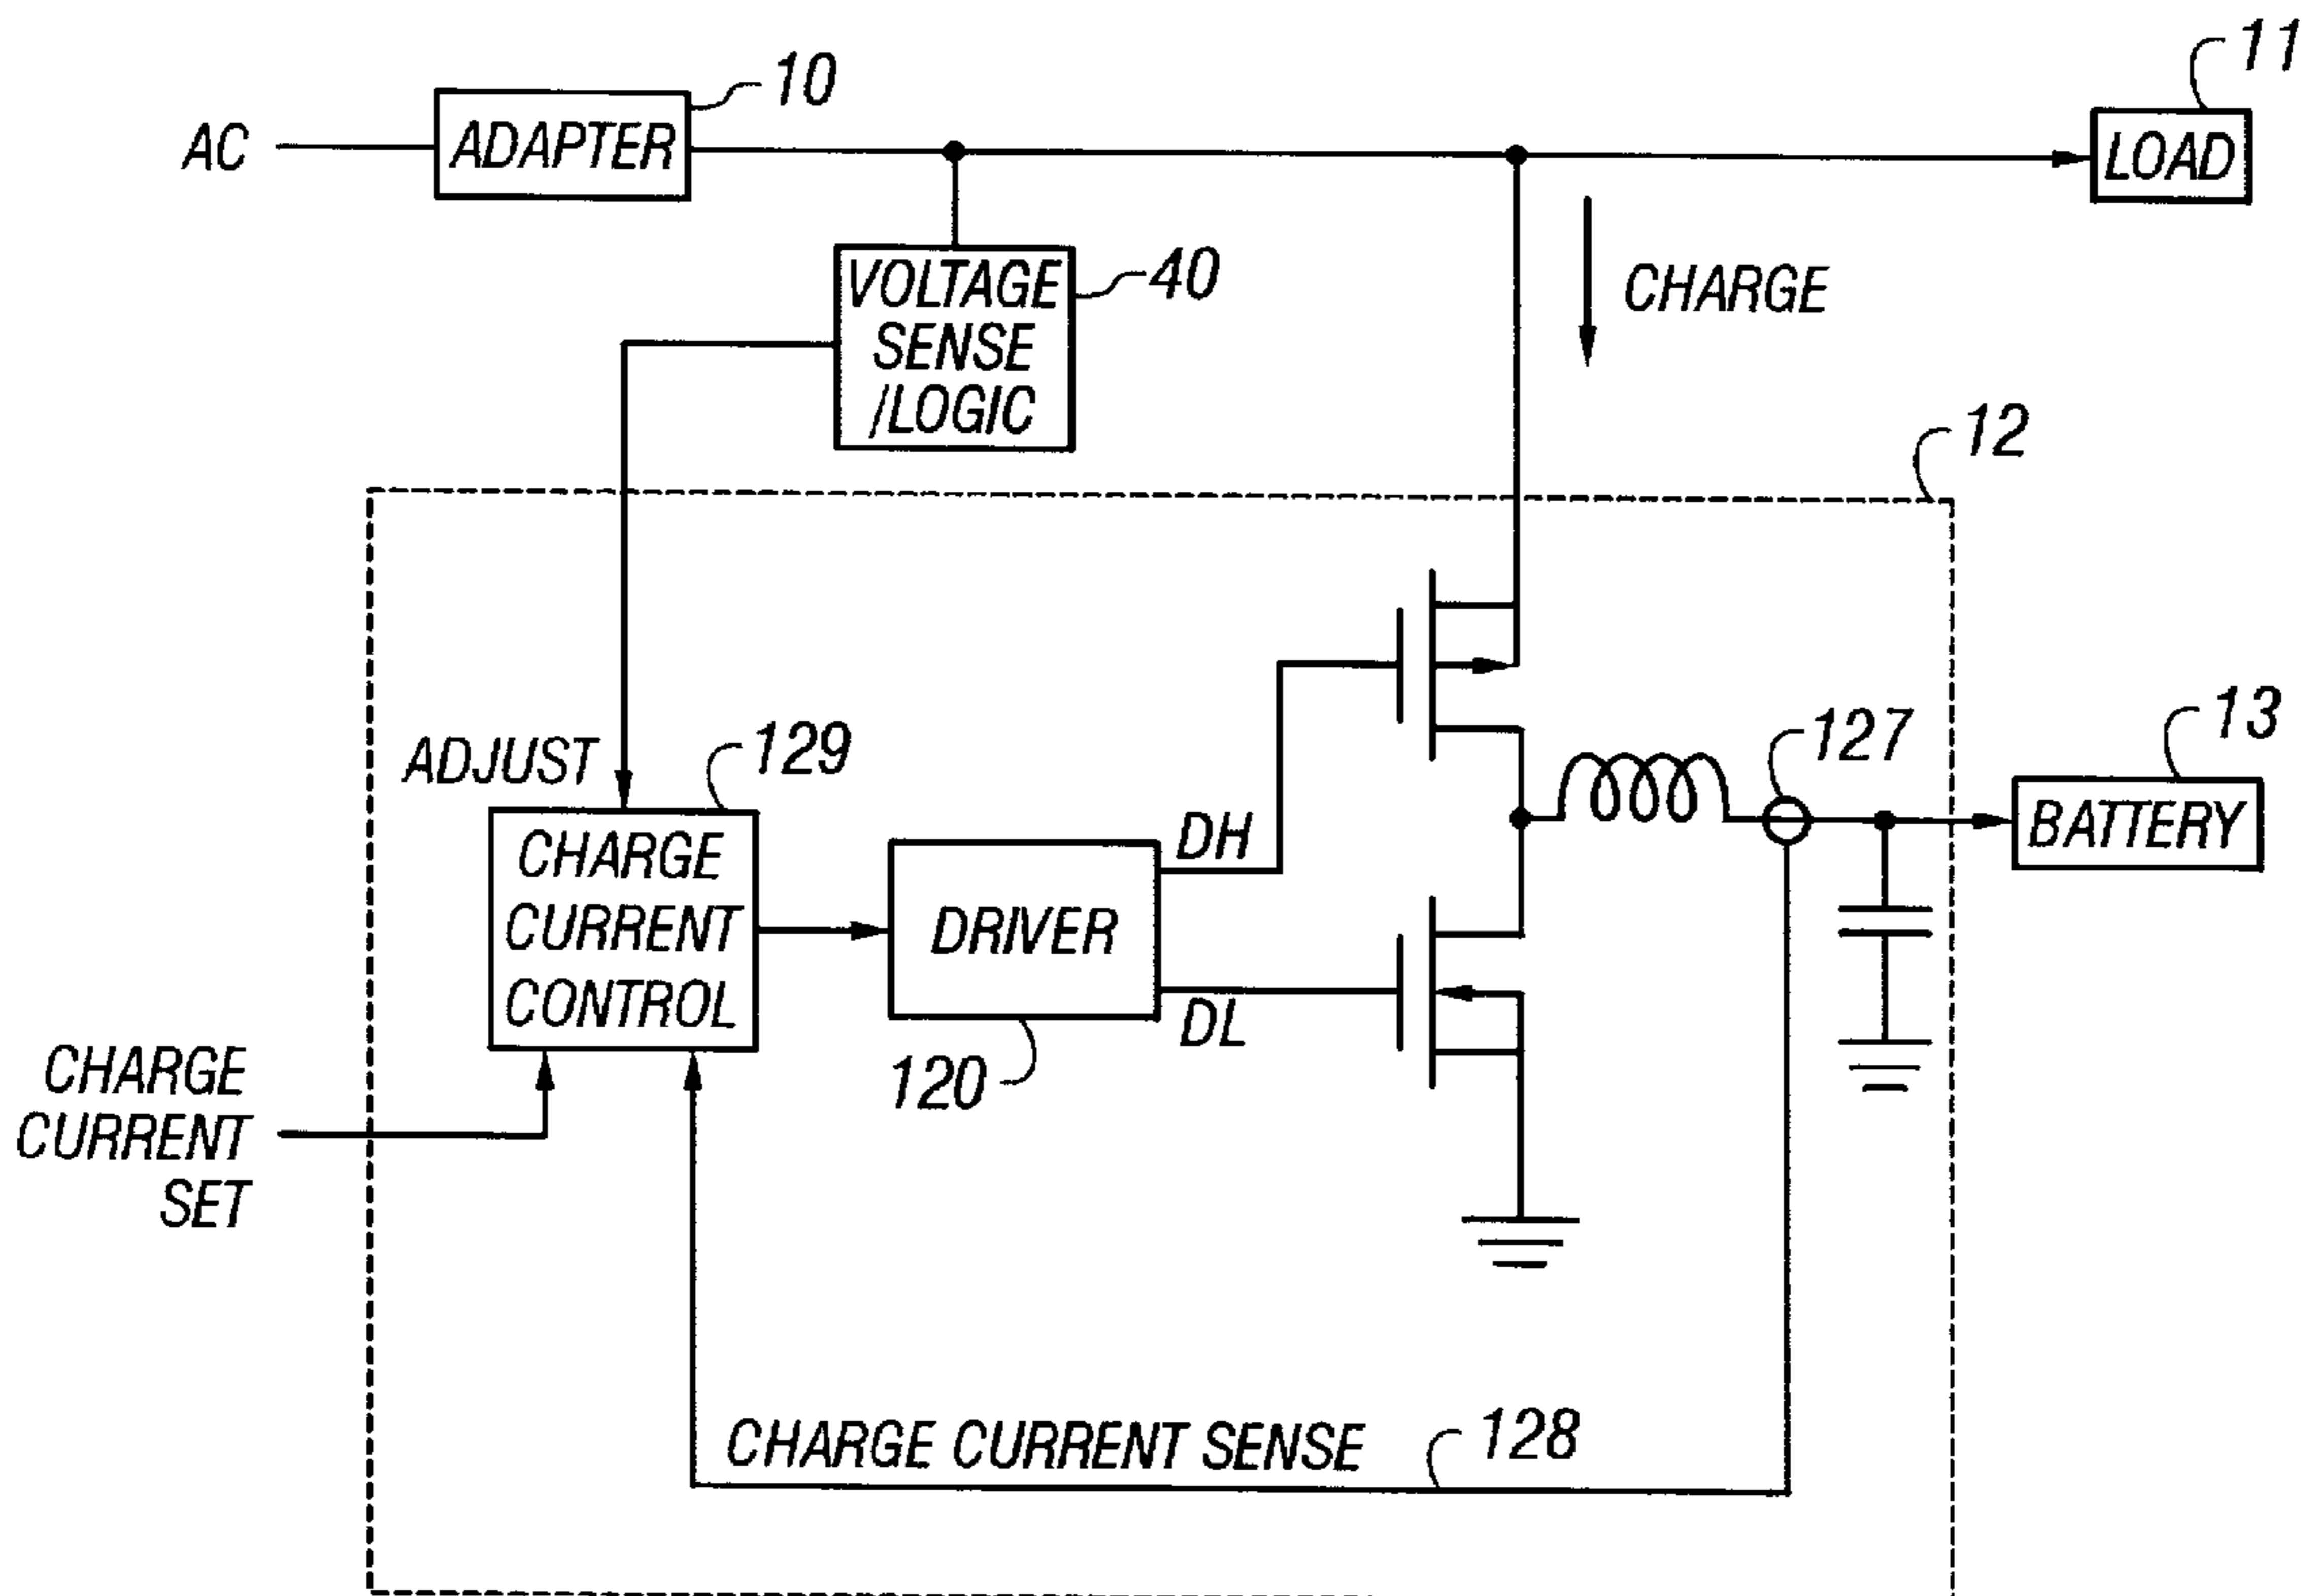 10
11
AC
ADAPTER
LOAD
VOLTAGE
SENSE
/LOGIC
40
CHARGE
12
ADJUST
129
127
13
CHARGE
CURRENT
CONTROL
DRIVER
DH
DL
120
BATTERY
CHARGE
CURRENT
SET
CHARGE CURRENT SENSE
128